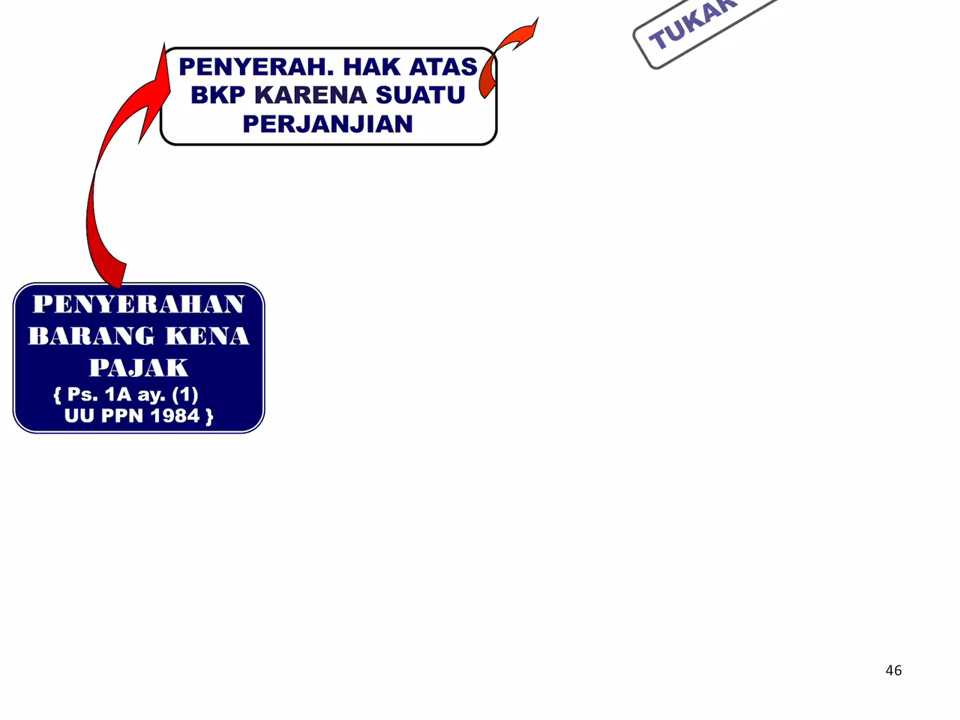 TUKAR
PENYERAH. HAK ATAS
BKP KARENA SUATU
PERJANJIAN
PENYERAHAN
BARANG KENA
PAJAK
{ Ps. 1A ay. (1)
UU PPN 1984 }
46